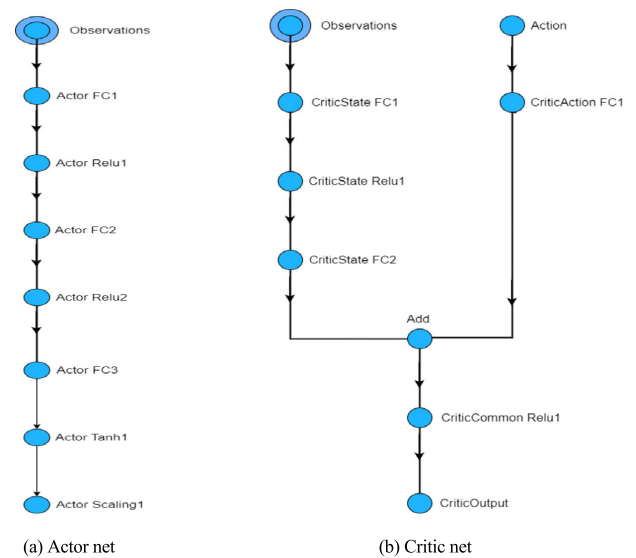 Observations
Actor FC1
Actor Relu1
Actor FC2
Actor Relu2
Actor FC3
Actor Tanh1
Actor Scaling1
(a) Actor net
Observations
Action
CriticState FC1
CriticAction FC1
CriticState Relu1
CriticState FC2
Add
CriticCommon Relu1
CriticOutput
(b) Critic net